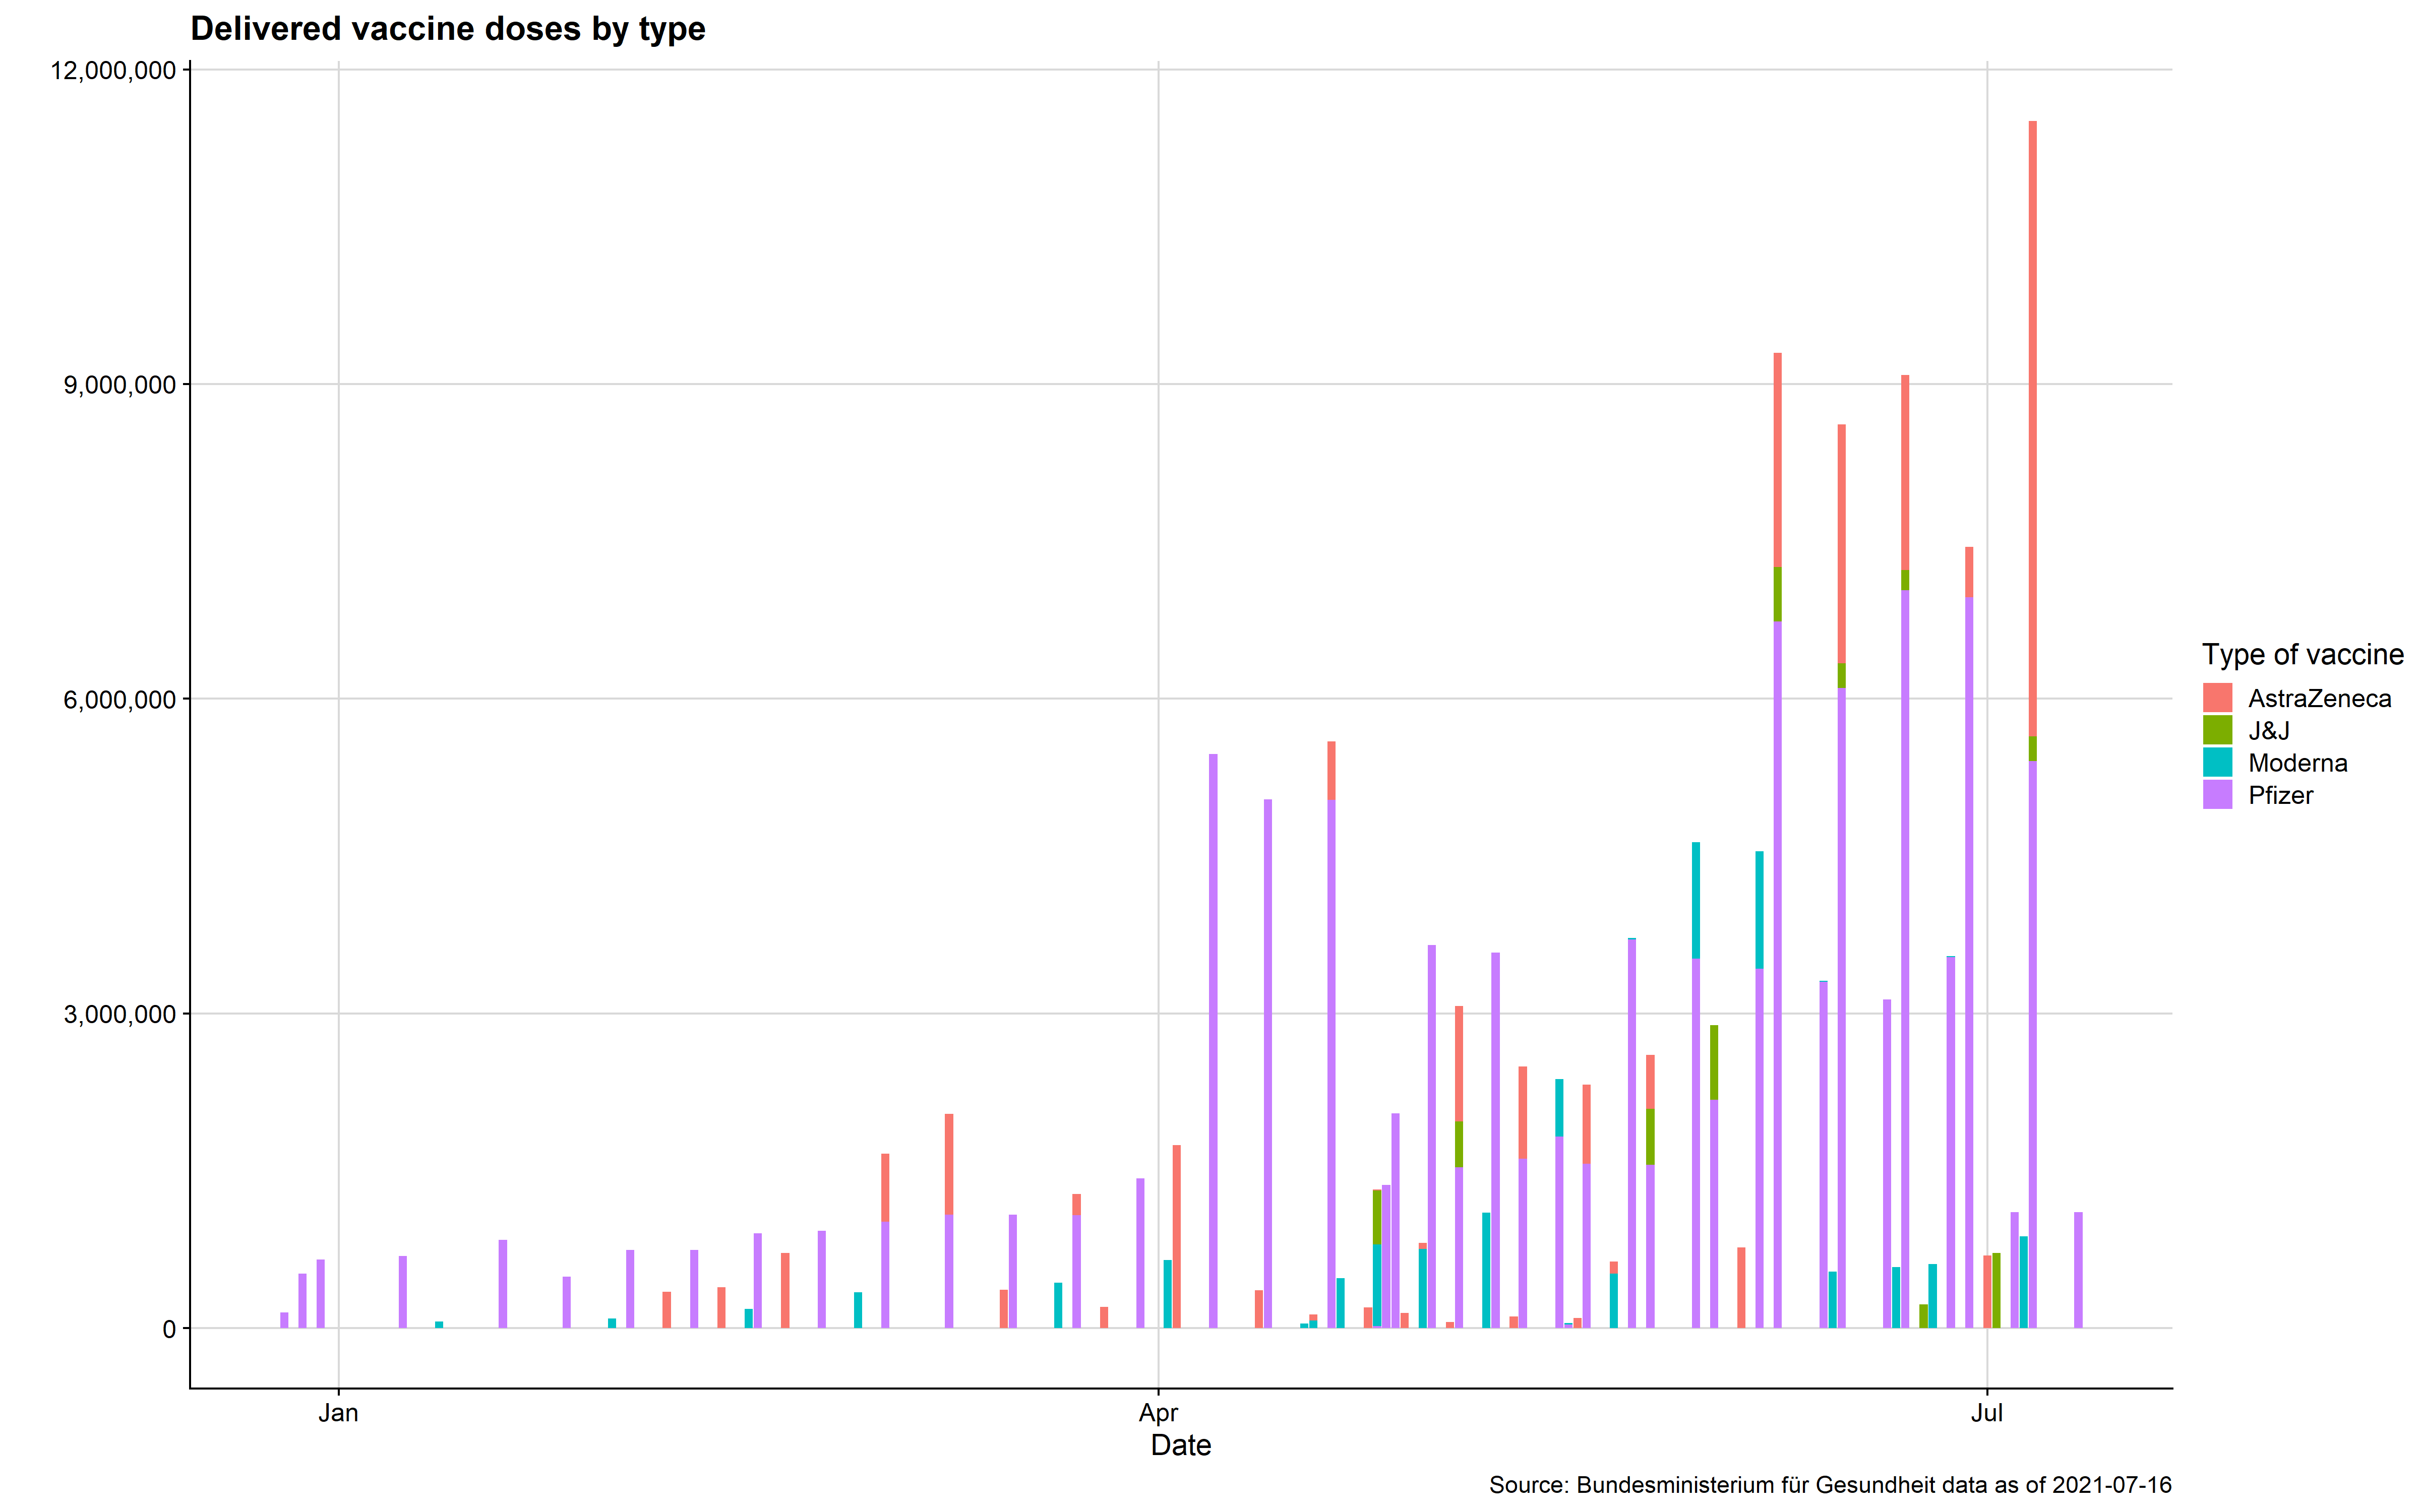 Delivered vaccine doses by type
12,000,000
9,000,000
6,000,000
3,000,000
0
Jan
Apr
Jul
Date
Type of vaccine
AstraZeneca
J&J
Moderna
Pfizer
Source: Bundesministerium für Gesundheit data as of 2021-07-16